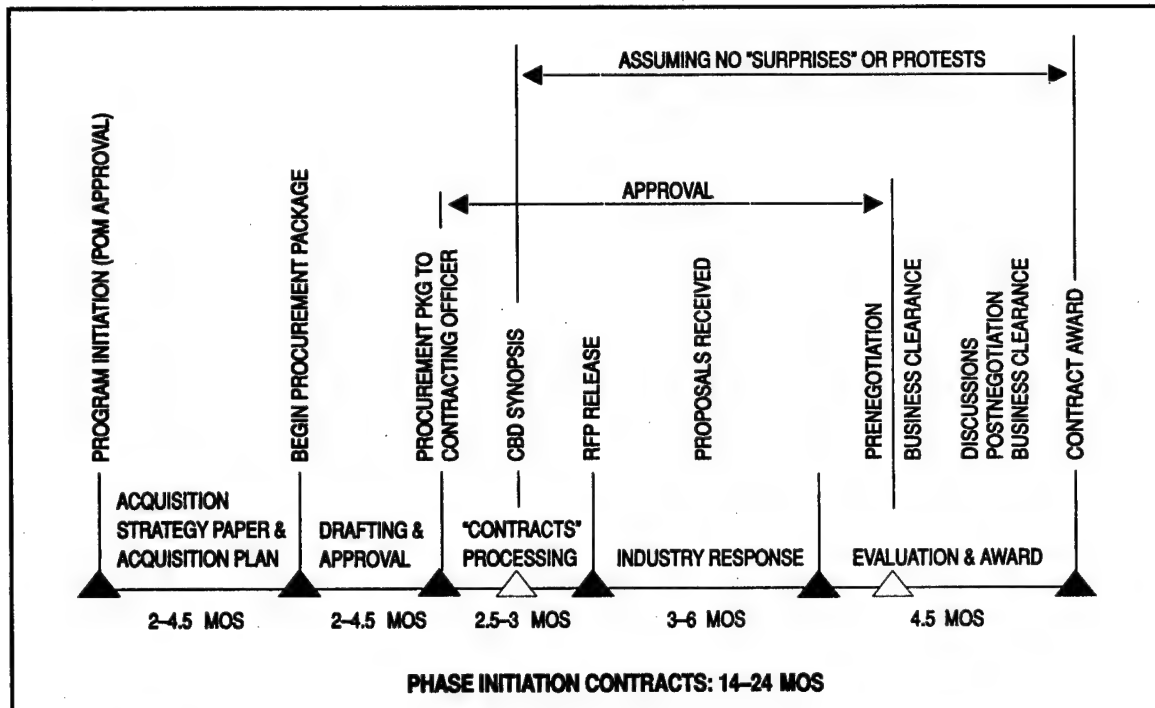 ASSUMING NO "SURPRISES" OR PROTESTS
APPROVAL
PROGRAM INITIATION (POM APPROVAL)
BEGIN PROCUREMENT PACKAGE
PROCUREMENT PKG TO
CONTRACTING OFFICER
CBD SYNOPSIS
RFP RELEASE
PROPOSALS RECEIVED
PRENEGOTIATION
BUSINESS CLEARANCE
DISCUSSIONS
POSTNEGOTIATION
BUSINESS CLEARANCE
CONTRACT AWARD
ACQUISITION
STRATEGY PAPER &
ACQUISITION PLAN
DRAFTING &
APPROVAL
"CONTRACTS"
PROCESSING
INDUSTRY RESPONSE
EVALUATION & AWARD
2–4.5 MOS
2–4.5 MOS
2.5–3 MOS
3–6 MOS
4.5 MOS
PHASE INITIATION CONTRACTS: 14–24 MOS